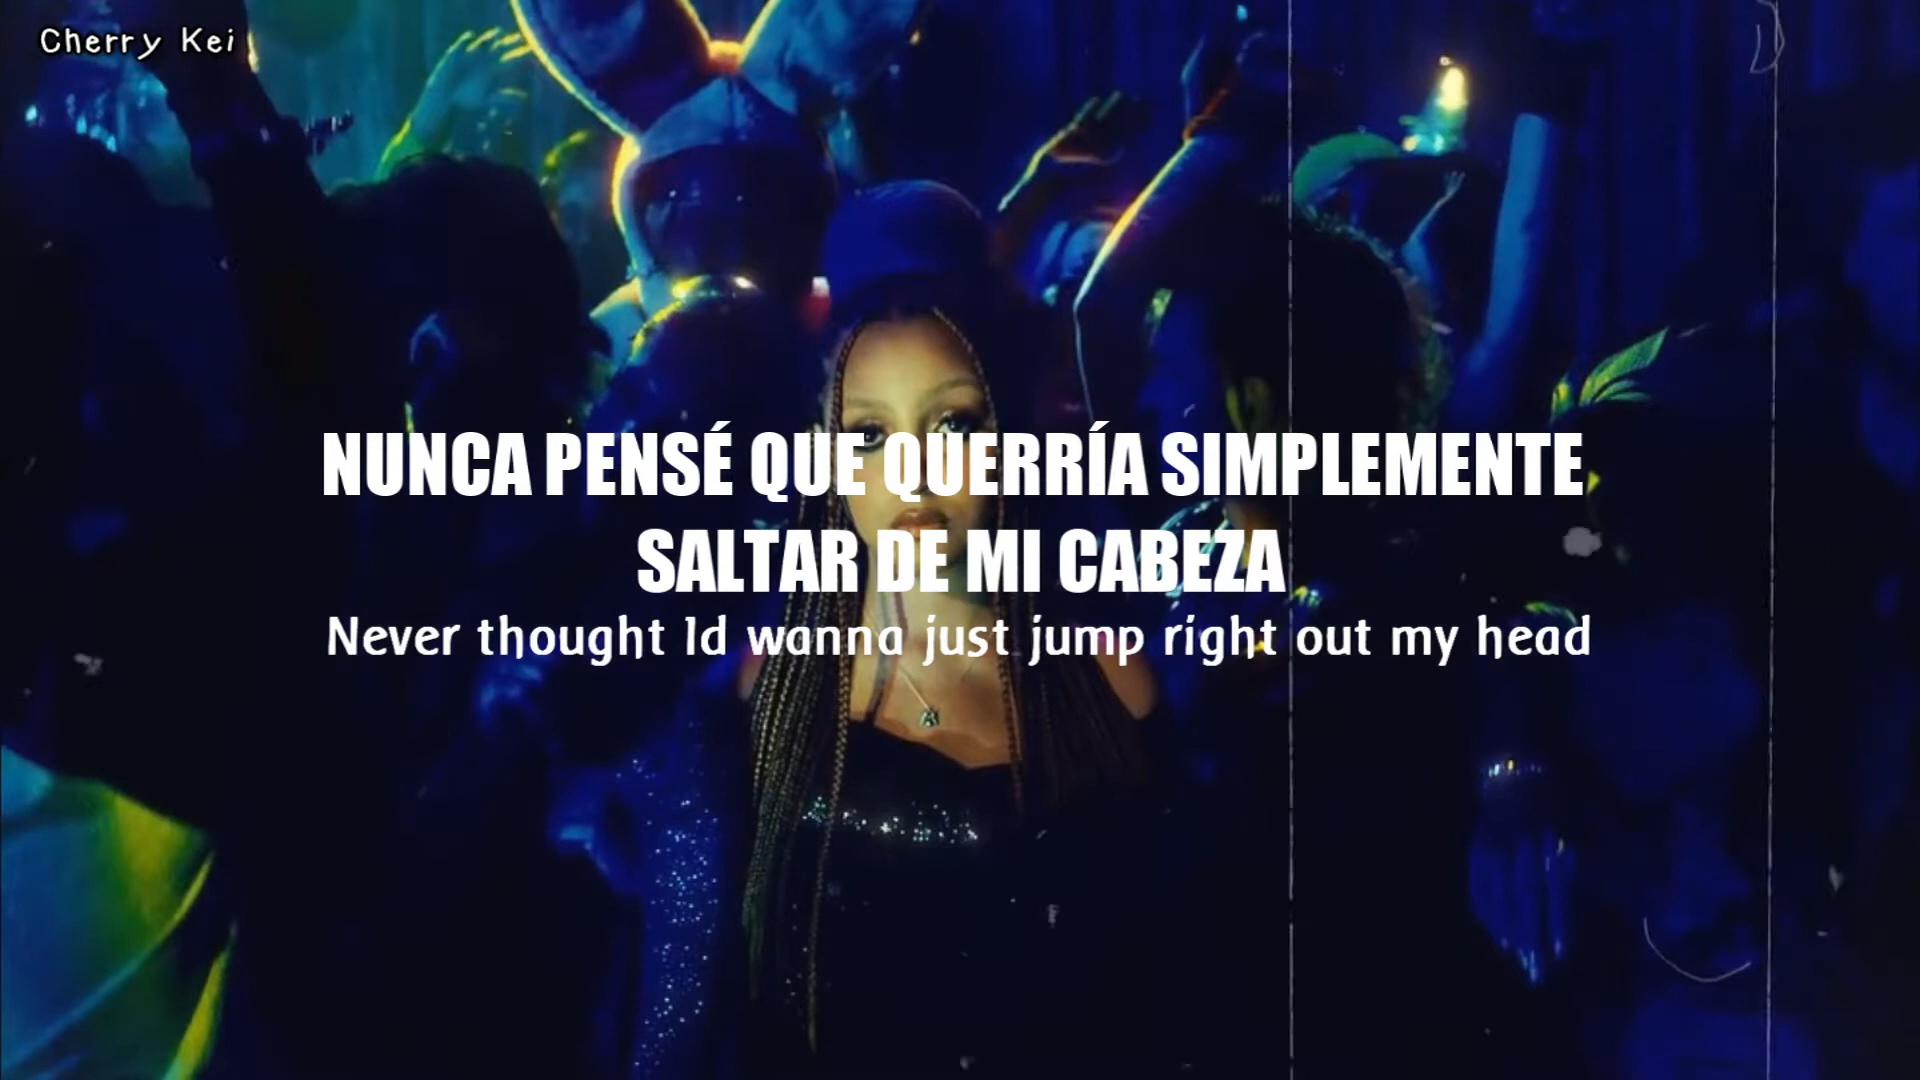 Cherry Kei
NUNCA PENSÉ QUE QUERRÍA SIMPLEMENTE
SALTAR DE MI CABEZA
Never thought Id wanna just jump right out my head